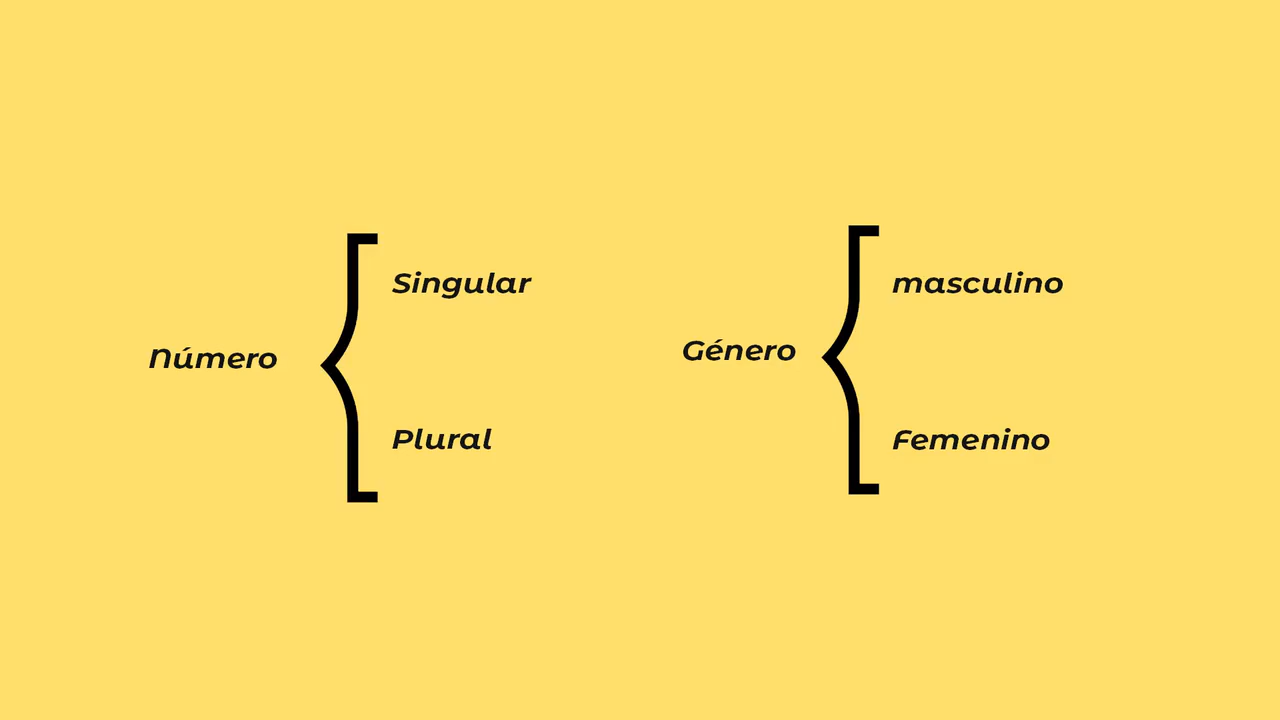 Número
Singular
Plural
Género
masculino
Femenino